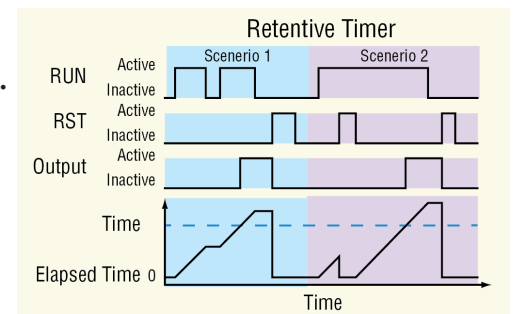 Retentive Timer
Scenerio 1 Scenerio 2
RUN Active
Inactive
RST Active
Inactive
Output Active
Inactive
Time
Elapsed Time 0
Time